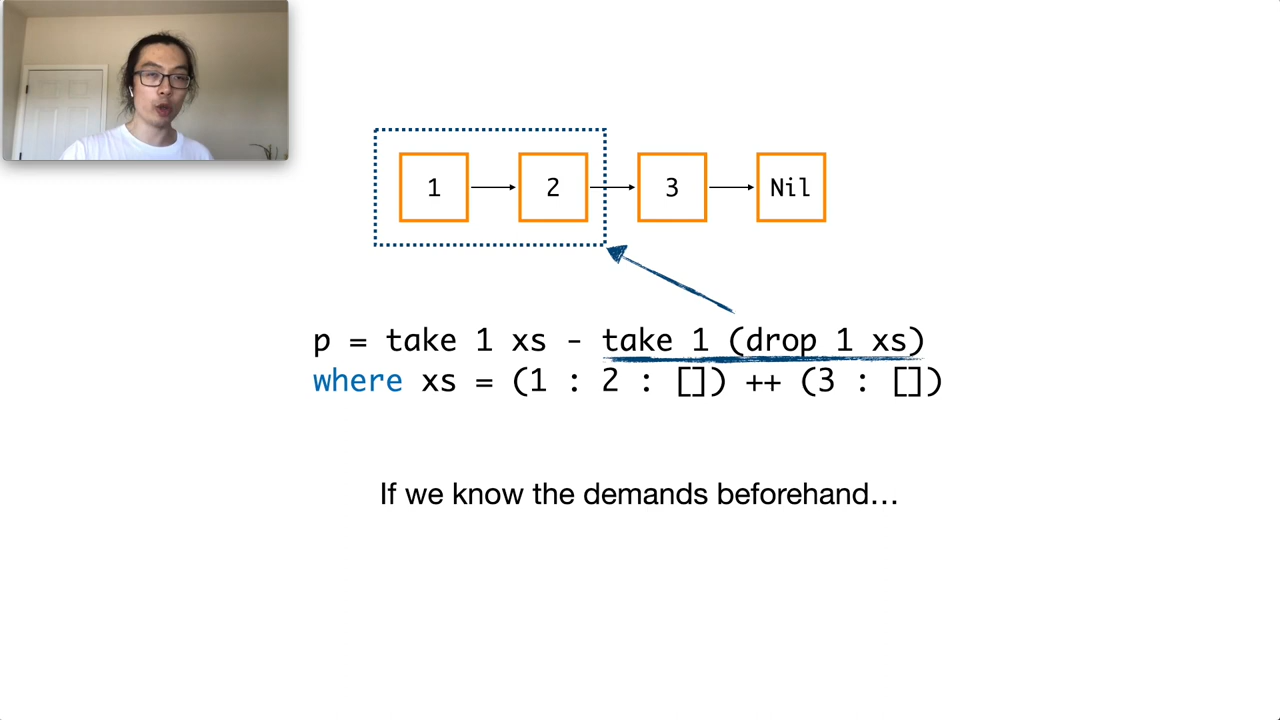 1 2 3 Nil
p = take 1 xs - take 1 (drop 1 xs)
where xs = (1 : 2 : []) ++ (3 : [])
If we know the demands beforehand…